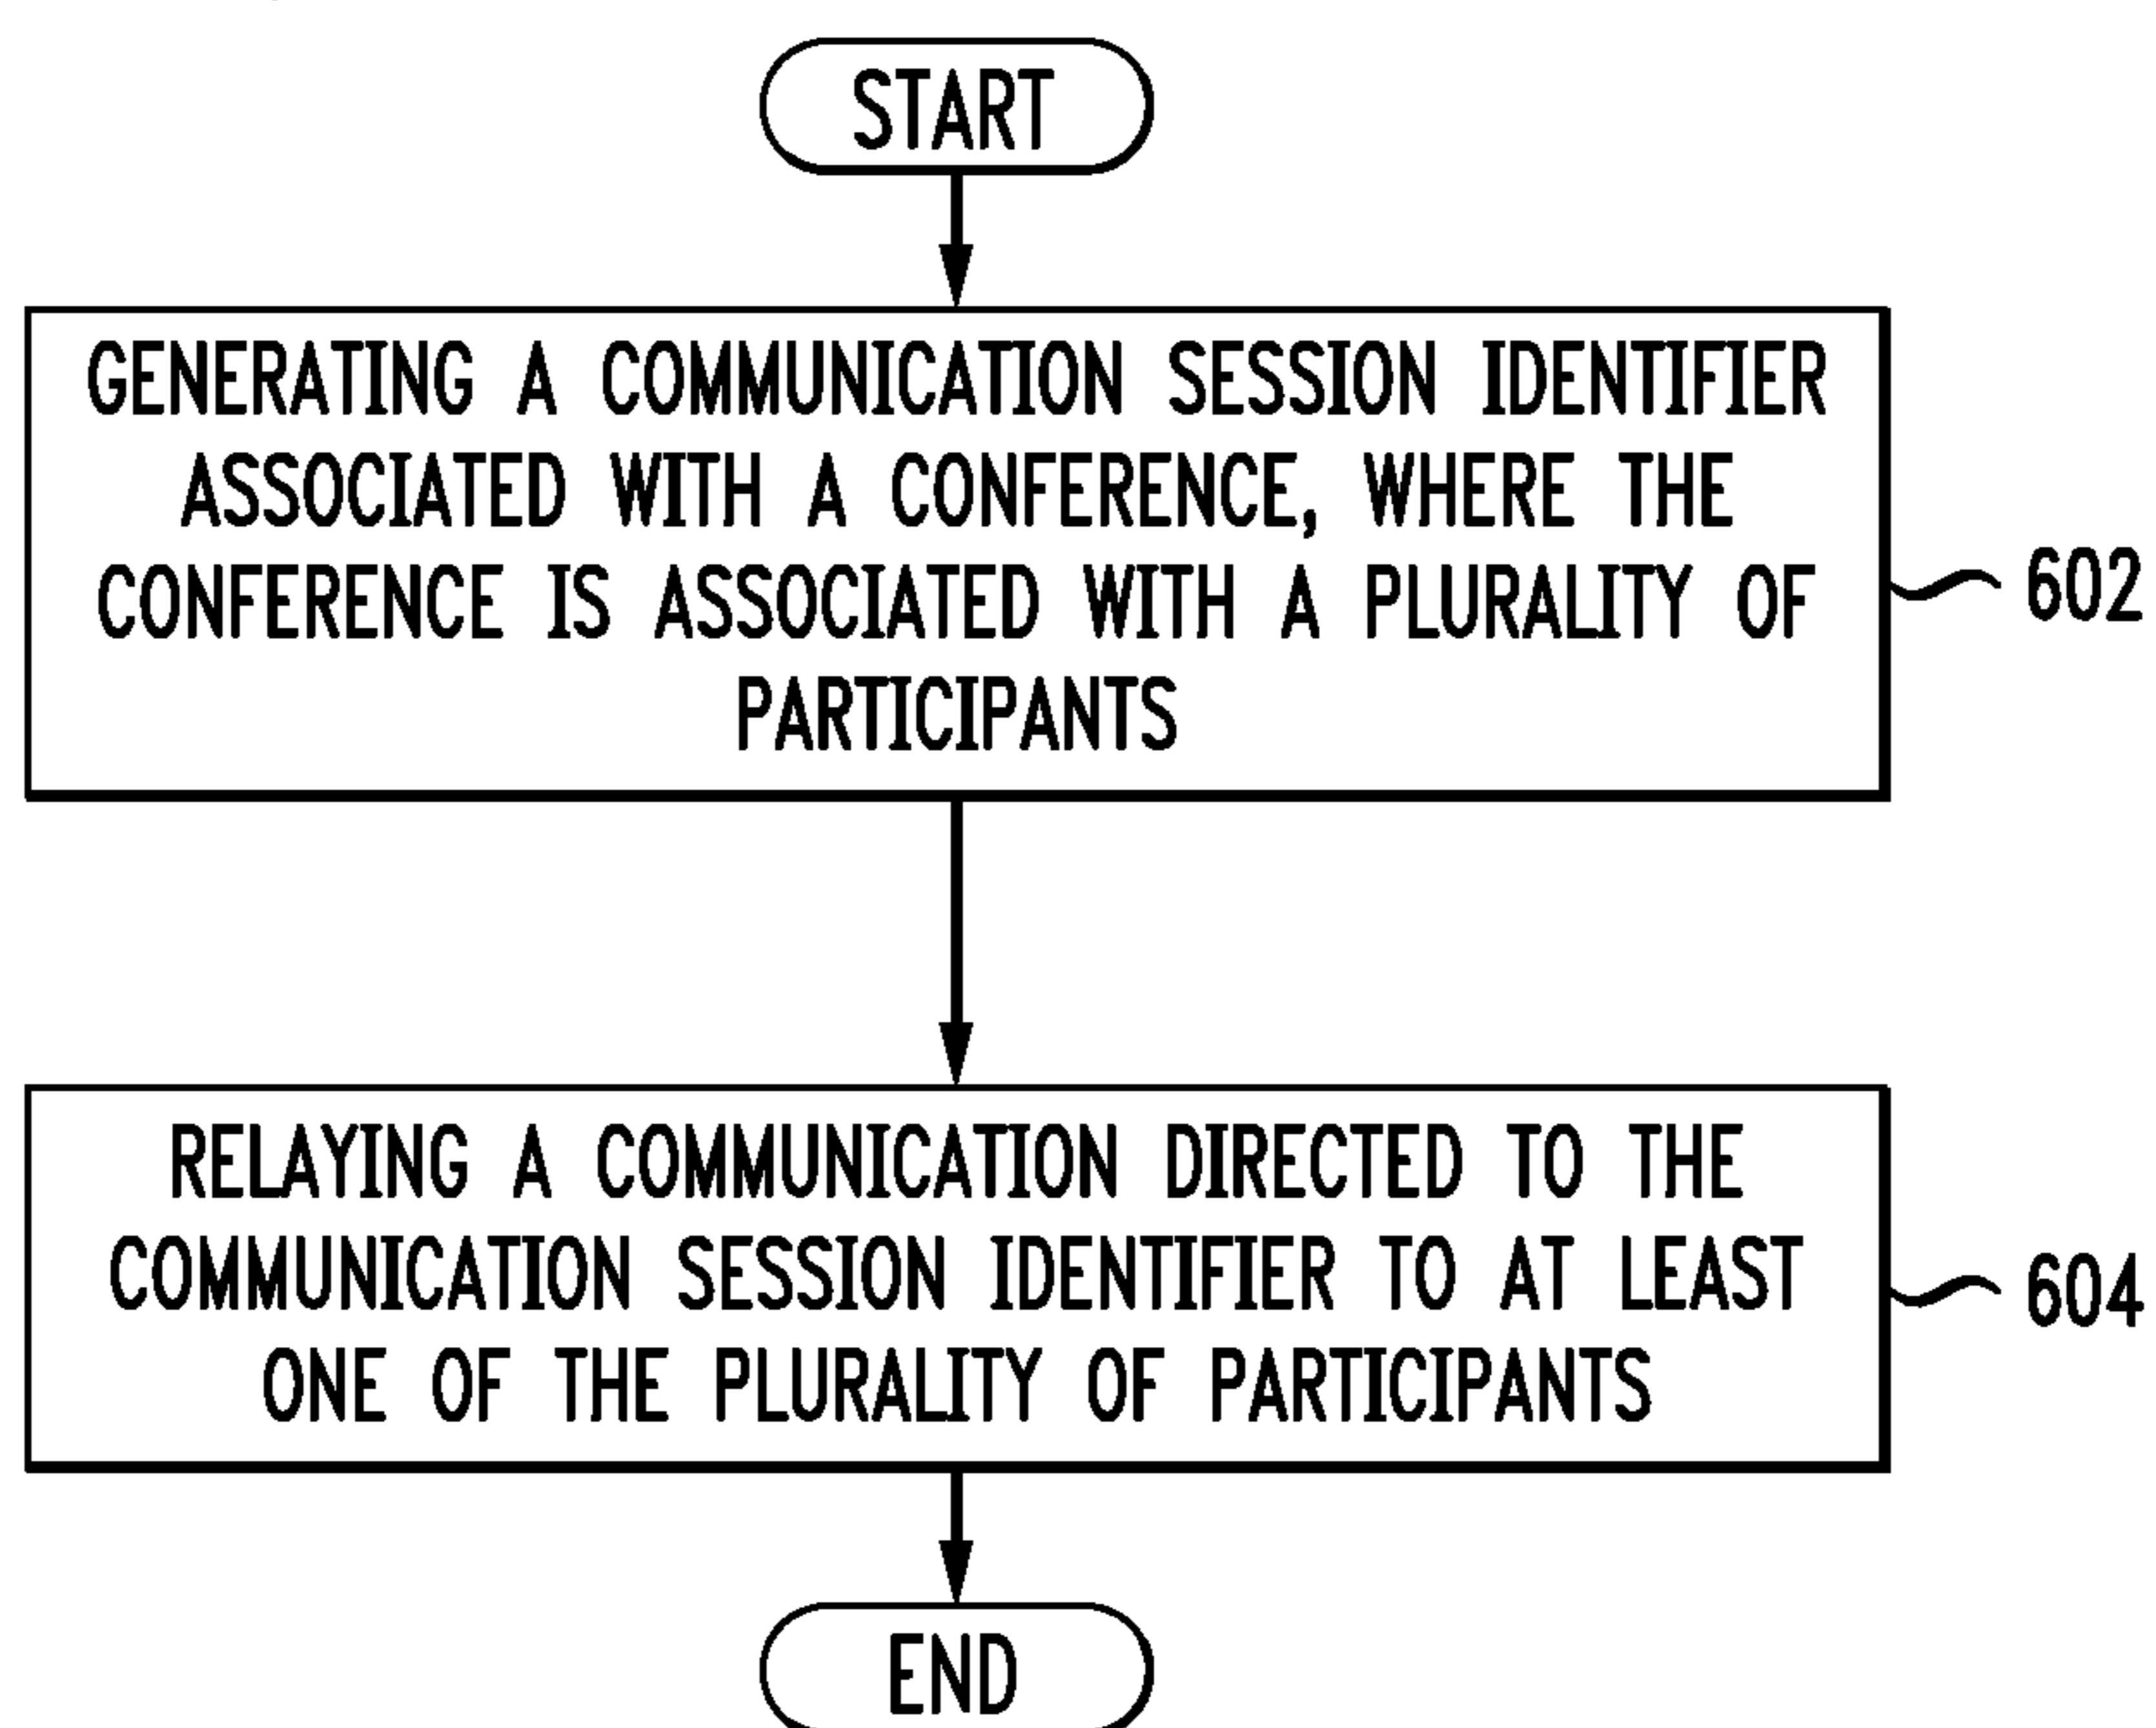 START
GENERATING A COMMUNICATION SESSION IDENTIFIER
ASSOCIATED WITH A CONFERENCE, WHERE THE
CONFERENCE IS ASSOCIATED WITH A PLURALITY OF
PARTICIPANTS
602
RELAYING A COMMUNICATION DIRECTED TO THE
COMMUNICATION SESSION IDENTIFIER TO AT LEAST
ONE OF THE PLURALITY OF PARTICIPANTS
604
END